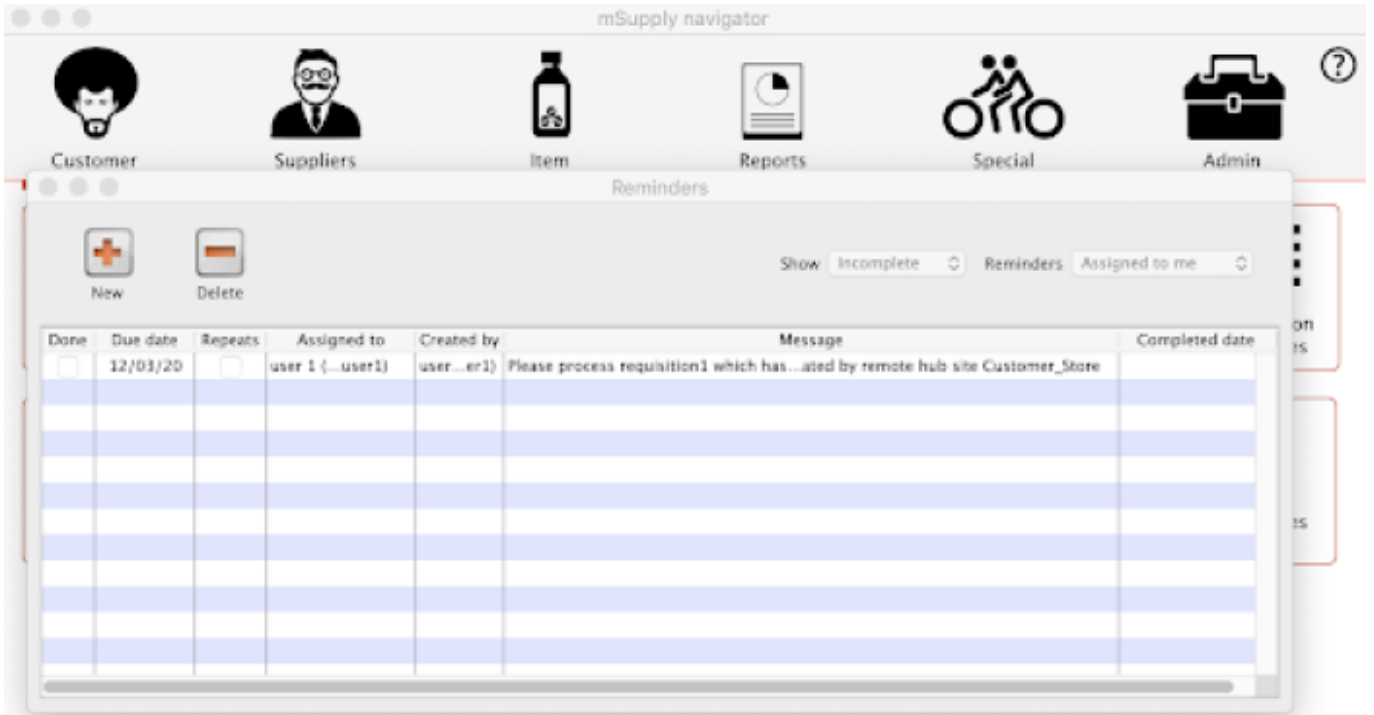 mSupply navigator
?
Customer Suppliers Item Reports Special Admin
Reminders
Show Incomplete Reminders Assigned to me
New Delete
Done Due date Repeats Assigned to Created by Message Completed date
12/03/20 user 1 (...user1) user...er1) Please process requisition1 which has...ated by remote hub site Customer_Store
on
es
es